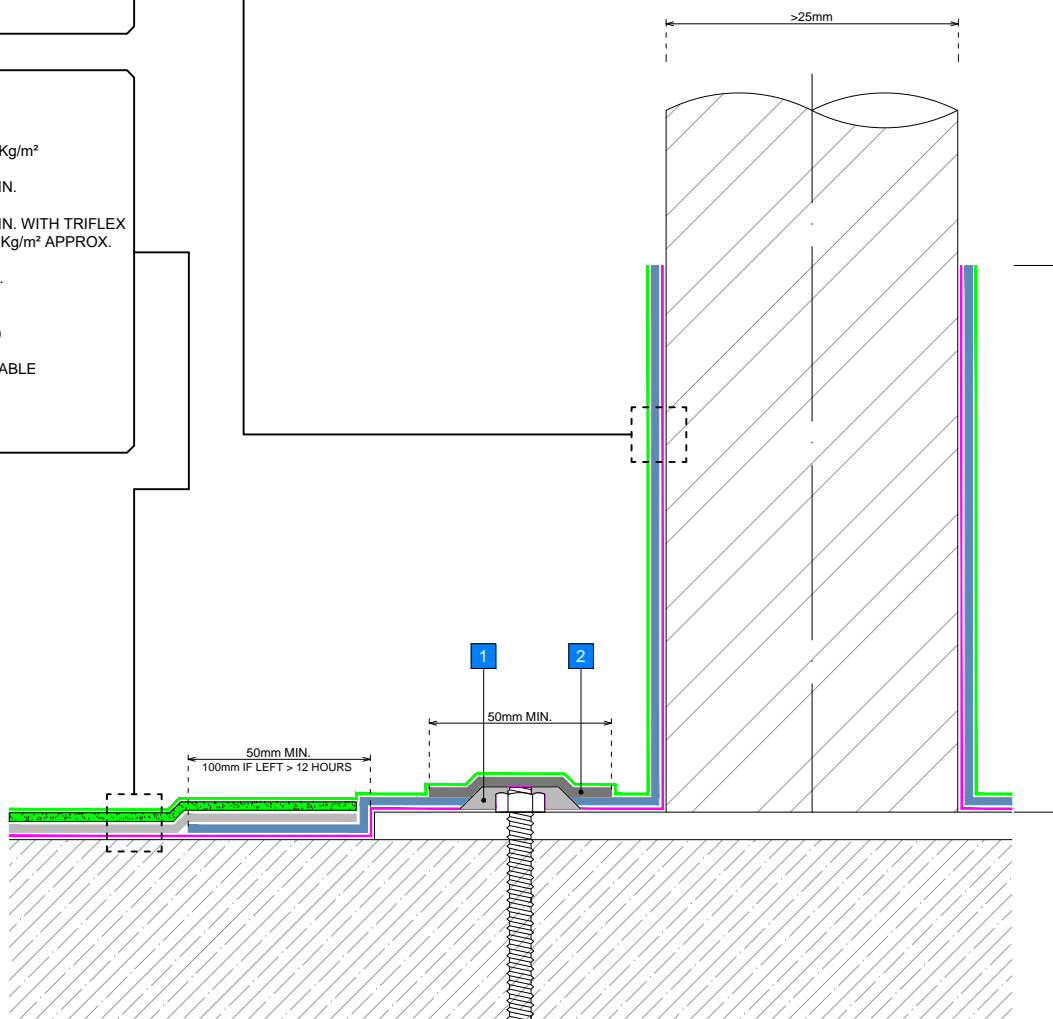 >25mm
Kg/m²
IN.
IN. WITH TRIFLEX
Kg/m² APPROX.
.
)
ABLE
1
2
50mm MIN.
50mm MIN.
100mm IF LEFT > 12 HOURS